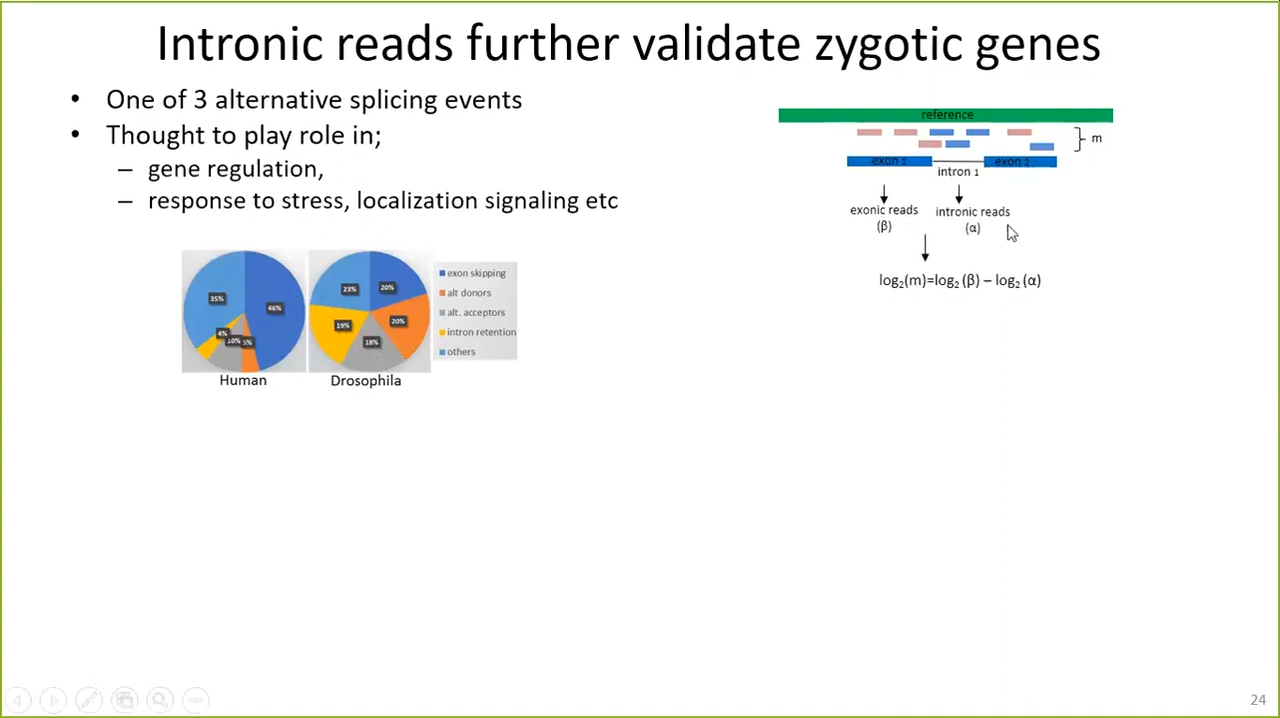 Intronic reads further validate zygotic genes
• One of 3 alternative splicing events
• Thought to play role in;
– gene regulation,
– response to stress, localization signaling etc
35%
46%
4%
10%
5%
Human
23%
20%
19%
20%
18%
Drosophila
exon skipping
alt donors
alt. acceptors
intron retention
others
reference
m
exon 1
exon 2
intron 1
exonic reads
(β)
intronic reads
(α)
log₂(m)=log₂ (β) – log₂ (α)
24